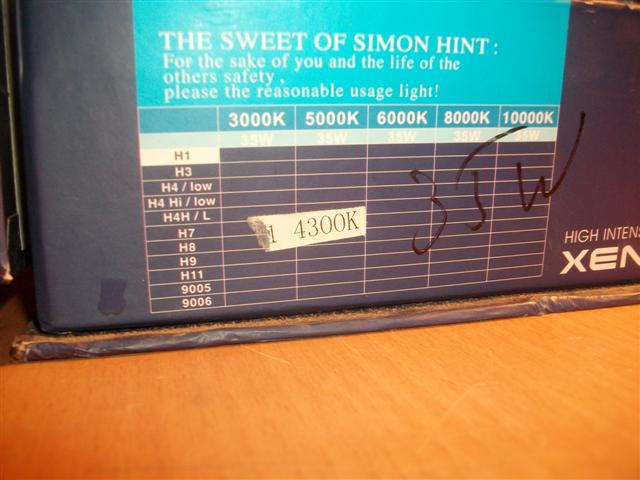 THE SWEET OF SIMON HINT:
For the sake of you and the life of the
others safety,
please the reasonable usage light!
3000K 5000K 6000K 8000K 10000K
35W 35W 35W 35W 35W
H1
H3
H4 / low
H4 Hi / low
H4H / L
H7
H8
H9
H11
9005
9006
1 4300K
35W
HIGH INTENS
XEN